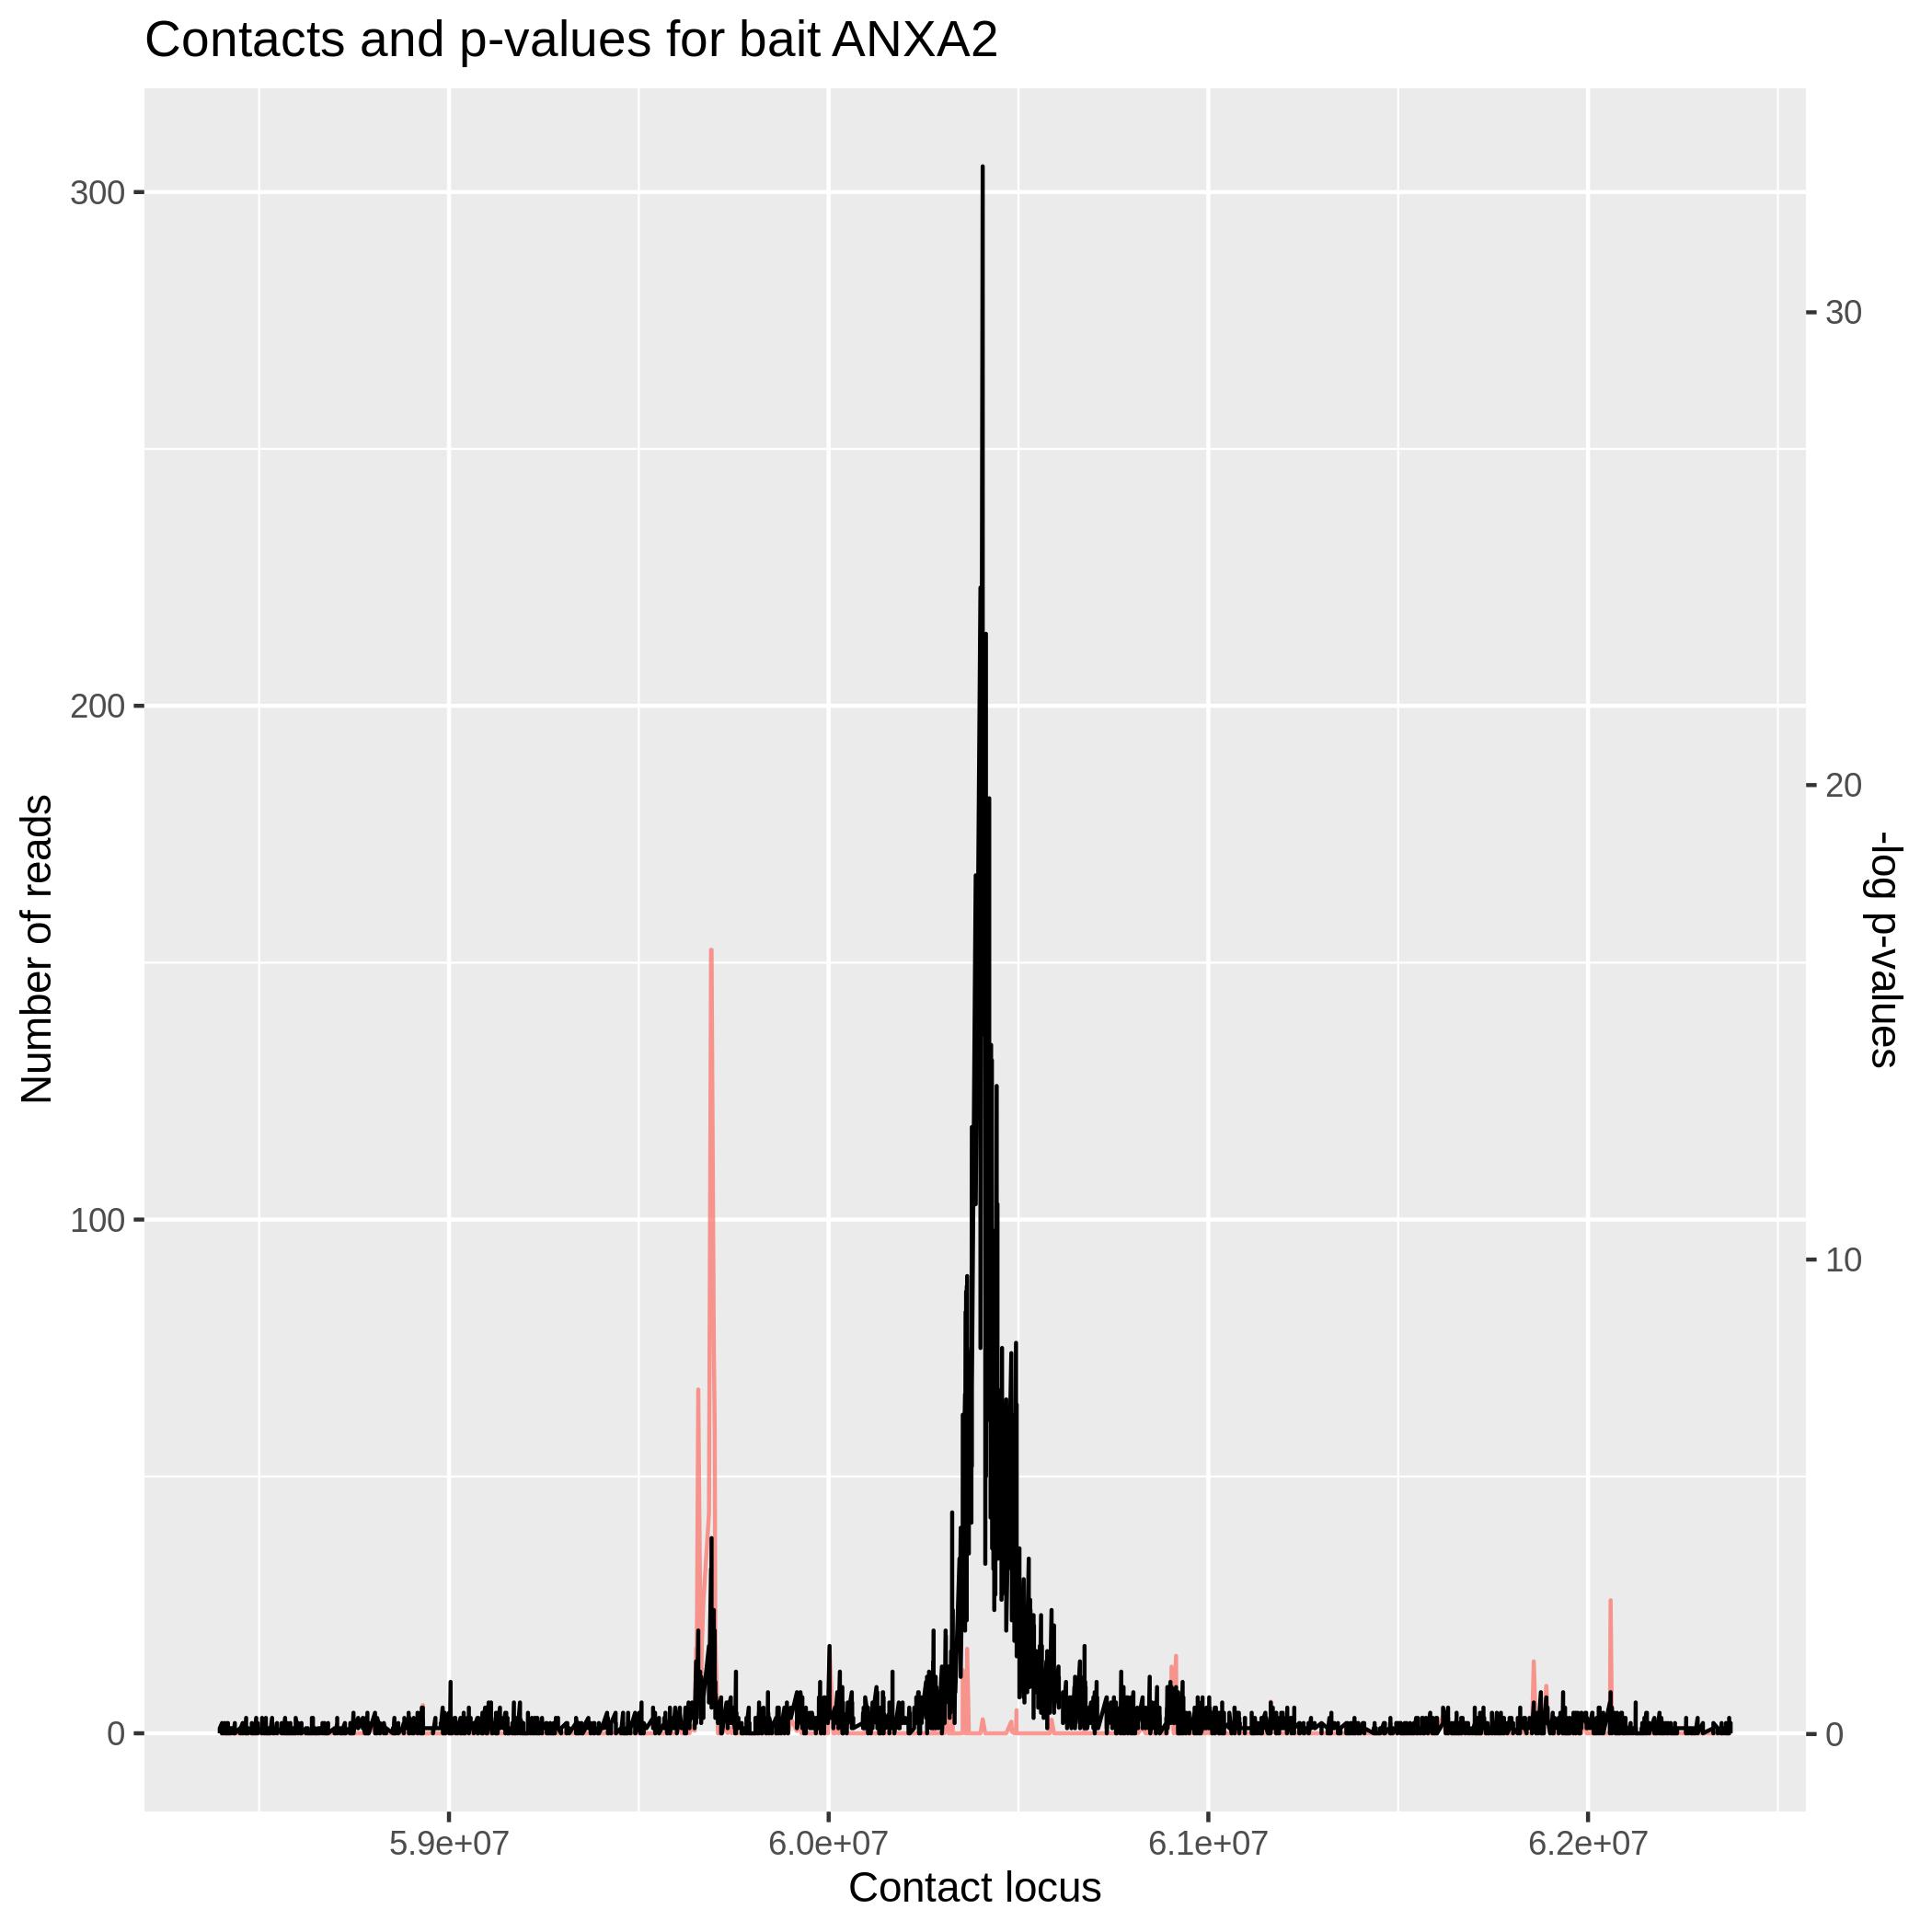 Contacts and p-values for bait ANXA2
300
200
100
0
Number of reads
30
20
10
0
-log p-values
5.9e+07
6.0e+07
6.1e+07
6.2e+07
Contact locus